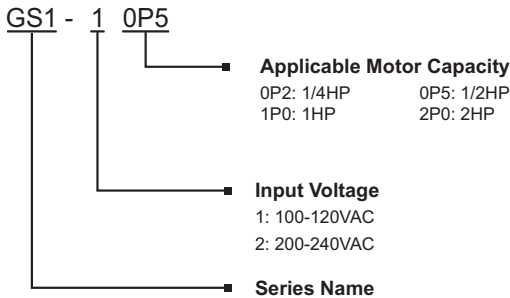 GS1 - 1 0P5
Applicable Motor Capacity
0P2: 1/4HP 0P5: 1/2HP
1P0: 1HP 2P0: 2HP
Input Voltage
1: 100-120VAC
2: 200-240VAC
Series Name